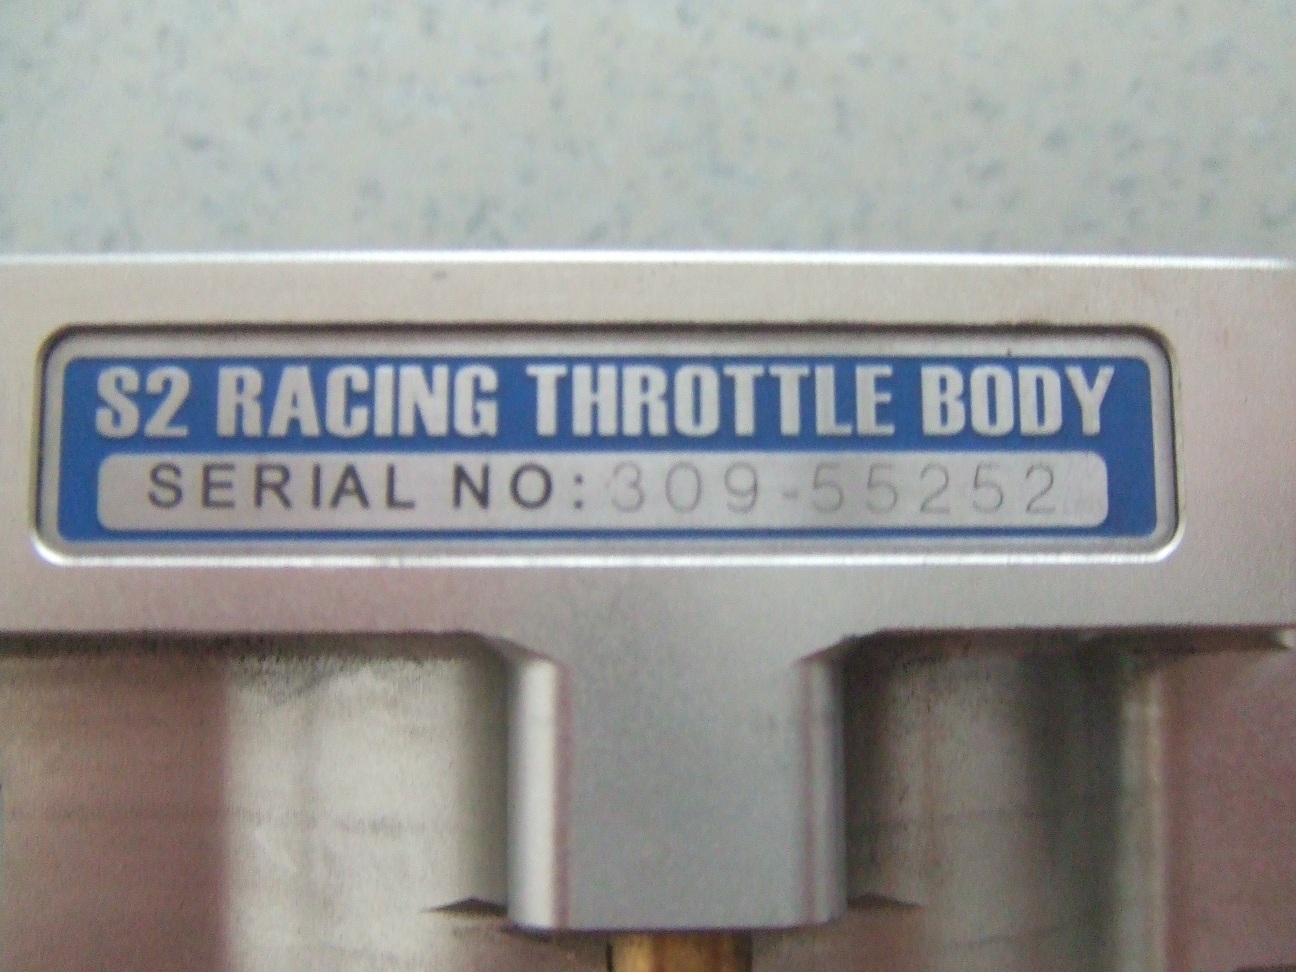 S2 RACING THROTTLE BODY
SERIAL NO: 309-55252